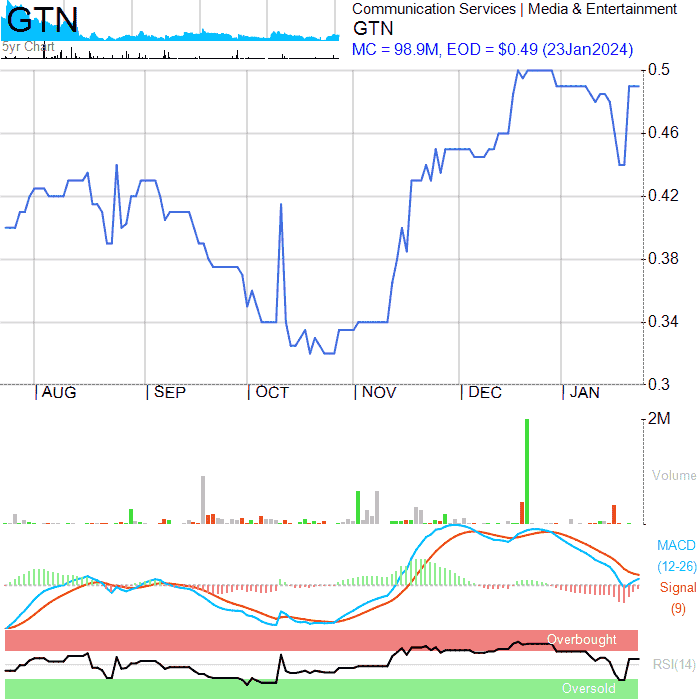 GTN
5yr Chart
Communication Services | Media & Entertainment
GTN
MC = 98.9M, EOD = $0.49 (23Jan2024)
0.5
0.46
0.42
0.38
0.34
0.3
AUG
SEP
OCT
NOV
DEC
JAN
2M
Volume
MACD
(12-26)
Signal
(9)
Overbought
RSI(14)
Oversold